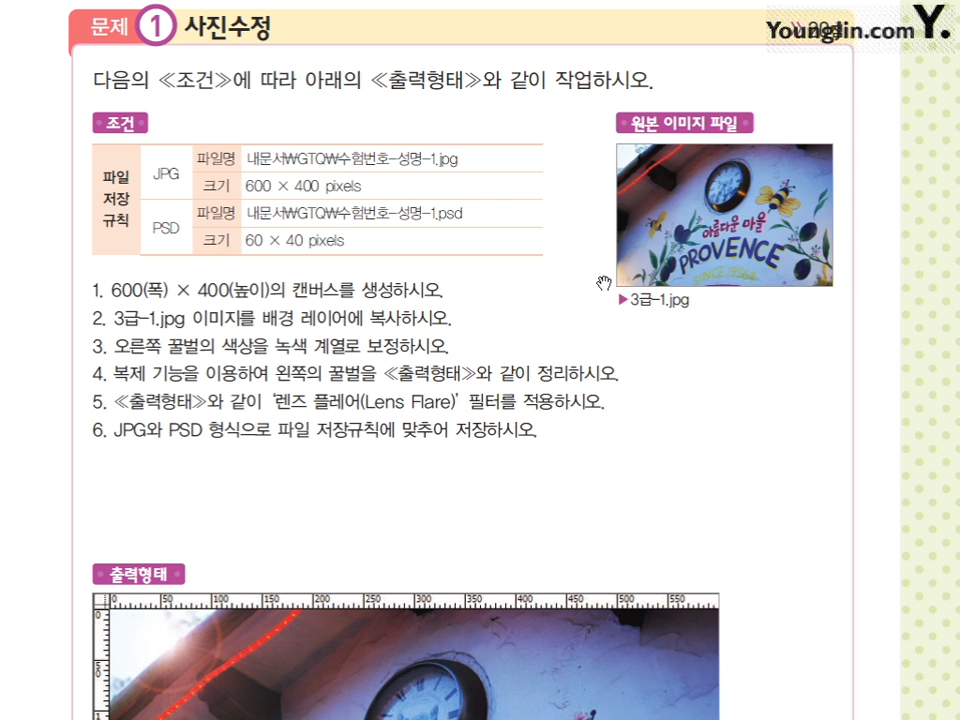 문제 1 사진수정
Younglin.com Y.
다음의 ≪조건≫에 따라 아래의 ≪출력형태≫와 같이 작업하시오.
조건
파일 저장 규칙
JPG
파일명 내문서₩GTQ₩수험번호-성명-1.jpg
크기 600 × 400 pixels
PSD
파일명 내문서₩GTQ₩수험번호-성명-1.psd
크기 60 × 40 pixels
원본 이미지 파일
아름다운 마을
PROVENCE
▶3급-1.jpg
1. 600(폭) × 400(높이)의 캔버스를 생성하시오.
2. 3급-1.jpg 이미지를 배경 레이어에 복사하시오.
3. 오른쪽 꿀벌의 색상을 녹색 계열로 보정하시오.
4. 복제 기능을 이용하여 왼쪽의 꿀벌을 ≪출력형태≫와 같이 정리하시오.
5. ≪출력형태≫와 같이 ‘렌즈 플레어(Lens Flare)’ 필터를 적용하시오.
6. JPG와 PSD 형식으로 파일 저장규칙에 맞추어 저장하시오.
출력형태
0 50 100 150 200 250 300 350 400 450 500 550
0
50
1